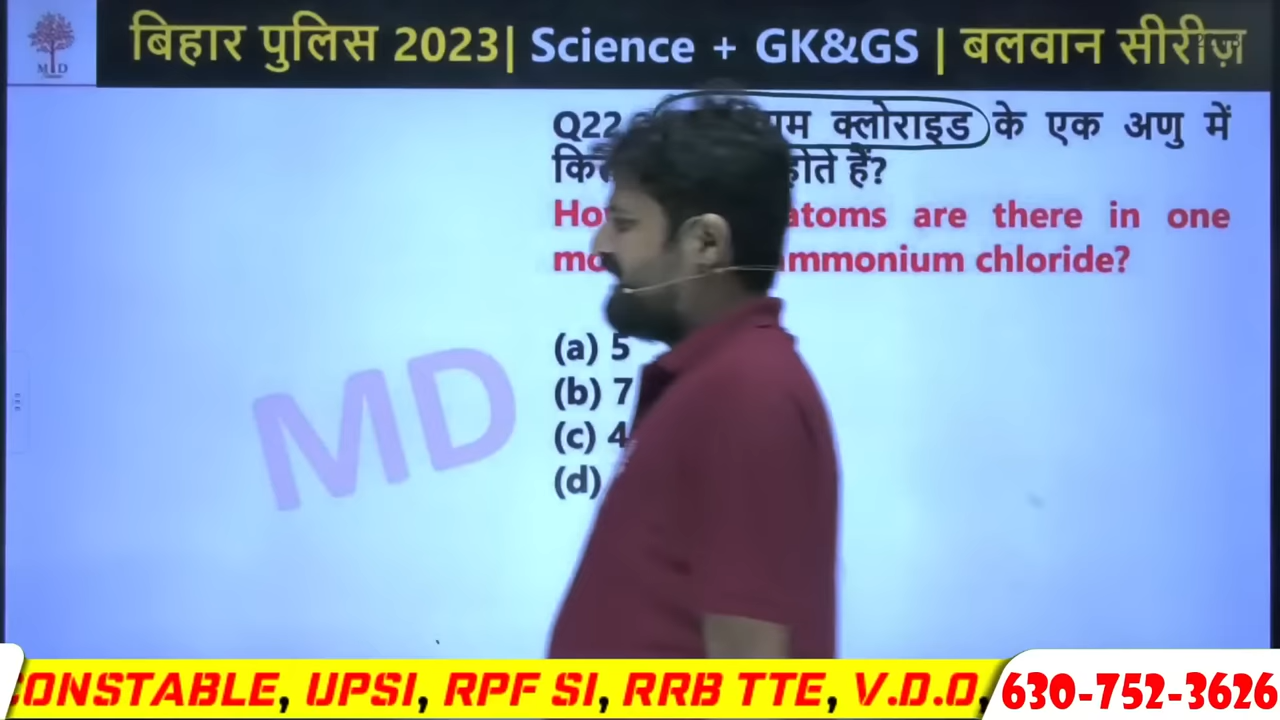 बिहार पुलिस 2023| Science + GK&GS | बलवान सीरीज़
MD
Q22 क्लोराइड के एक अणु में
होते हैं?
atoms are there in one
ammonium chloride?
(a) 5
(b) 7
(c) 4
(d)
MD
CONSTABLE, UPSI, RPF SI, RRB TTE, V.D.O,
630-752-3626